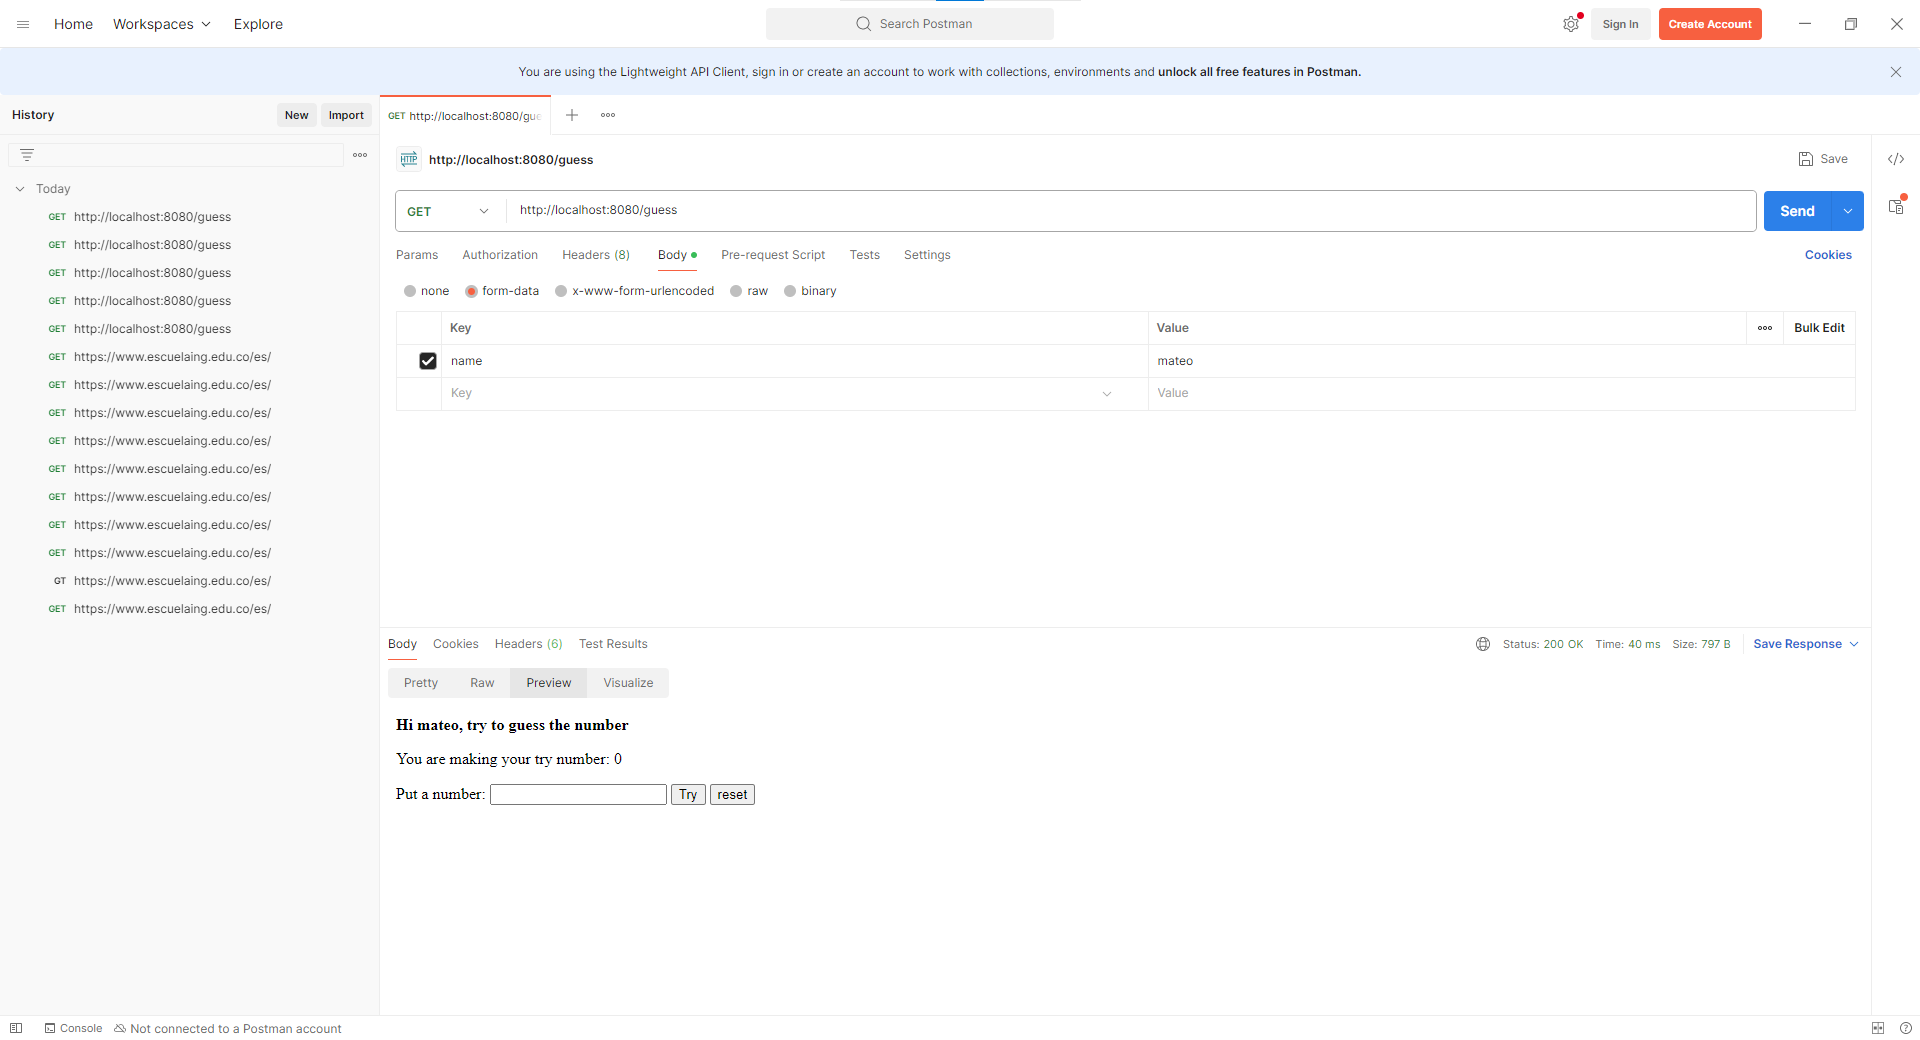 Home Workspaces Explore Search Postman Sign In Create Account
You are using the Lightweight API Client, sign in or create an account to work with collections, environments and unlock all free features in Postman.
History New Import
GET http://localhost:8080/gue
HTTP http://localhost:8080/guess Save
Today
GET http://localhost:8080/guess
GET http://localhost:8080/guess
GET http://localhost:8080/guess
GET http://localhost:8080/guess
GET http://localhost:8080/guess
GET https://www.escuelaing.edu.co/es/
GET https://www.escuelaing.edu.co/es/
GET https://www.escuelaing.edu.co/es/
GET https://www.escuelaing.edu.co/es/
GET https://www.escuelaing.edu.co/es/
GET https://www.escuelaing.edu.co/es/
GET https://www.escuelaing.edu.co/es/
GET https://www.escuelaing.edu.co/es/
GT https://www.escuelaing.edu.co/es/
GET https://www.escuelaing.edu.co/es/
GET http://localhost:8080/guess Send
Params Authorization Headers (8) Body Pre-request Script Tests Settings Cookies
none form-data x-www-form-urlencoded raw binary
Key Value Bulk Edit
name mateo
Key Value
Body Cookies Headers (6) Test Results Status: 200 OK Time: 40 ms Size: 797 B Save Response
Pretty Raw Preview Visualize
Hi mateo, try to guess the number
You are making your try number: 0
Put a number: Try reset
Console Not connected to a Postman account